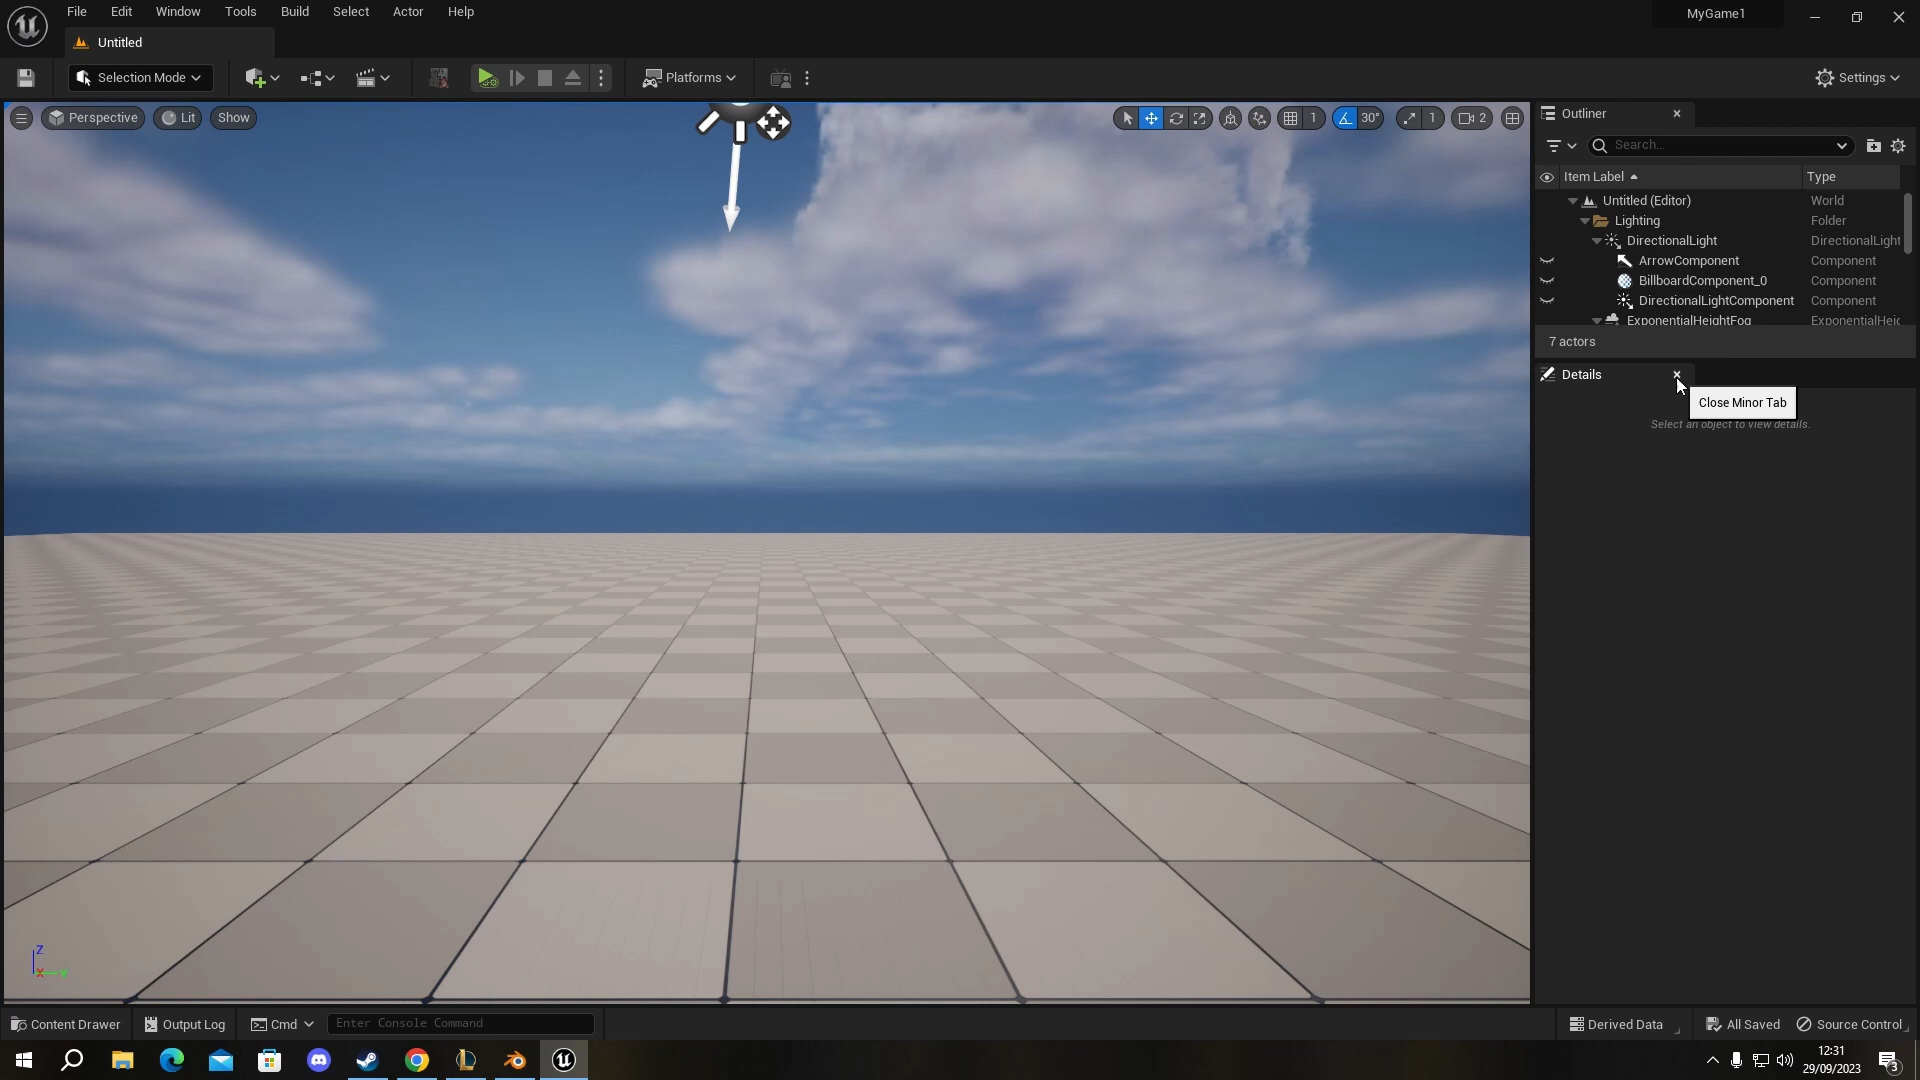 File Edit Window Tools Build Select Actor Help
MyGame1
Untitled
Selection Mode
Platforms
Settings
Perspective Lit Show
1 30° 1 2
Outliner
Search...
Item Label Type
Untitled (Editor) World
Lighting Folder
DirectionalLight DirectionalLight
ArrowComponent Component
BillboardComponent_0 Component
DirectionalLightComponent Component
ExponentialHeightFog ExponentialHeic
7 actors
Details
Close Minor Tab
Select an object to view details.
Z
X Y
Content Drawer Output Log Cmd Enter Console Command
Derived Data All Saved Source Control
12:31
29/09/2023
3